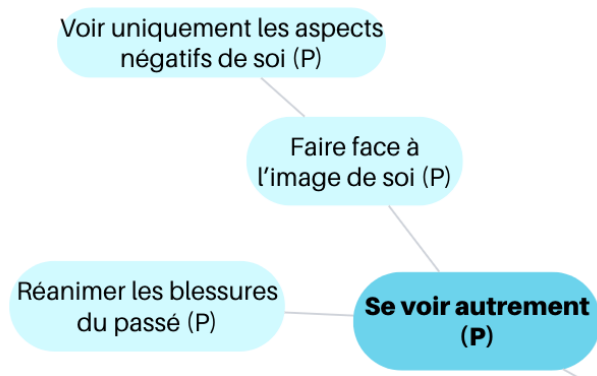 Voir uniquement les aspects
négatifs de soi (P)
Faire face à
l’image de soi (P)
Réanimer les blessures
du passé (P)
Se voir autrement
(P)